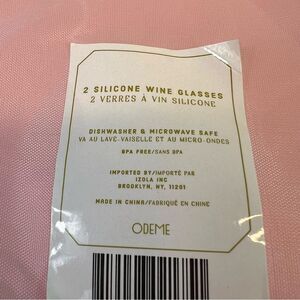 2 SILICONE WINE GLASSES
2 VERRES À VIN SILICONE
DISHWASHER & MICROWAVE SAFE
VA AU LAVE-VAISELLE ET AU MICRO-ONDES
BPA FREE/SANS BPA
IMPORTED BY/IMPORTÉ PAR
IZOLA INC
BROOKLYN, NY, 11201
MADE IN CHINA/FABRIQUÉ EN CHINE
ODEME